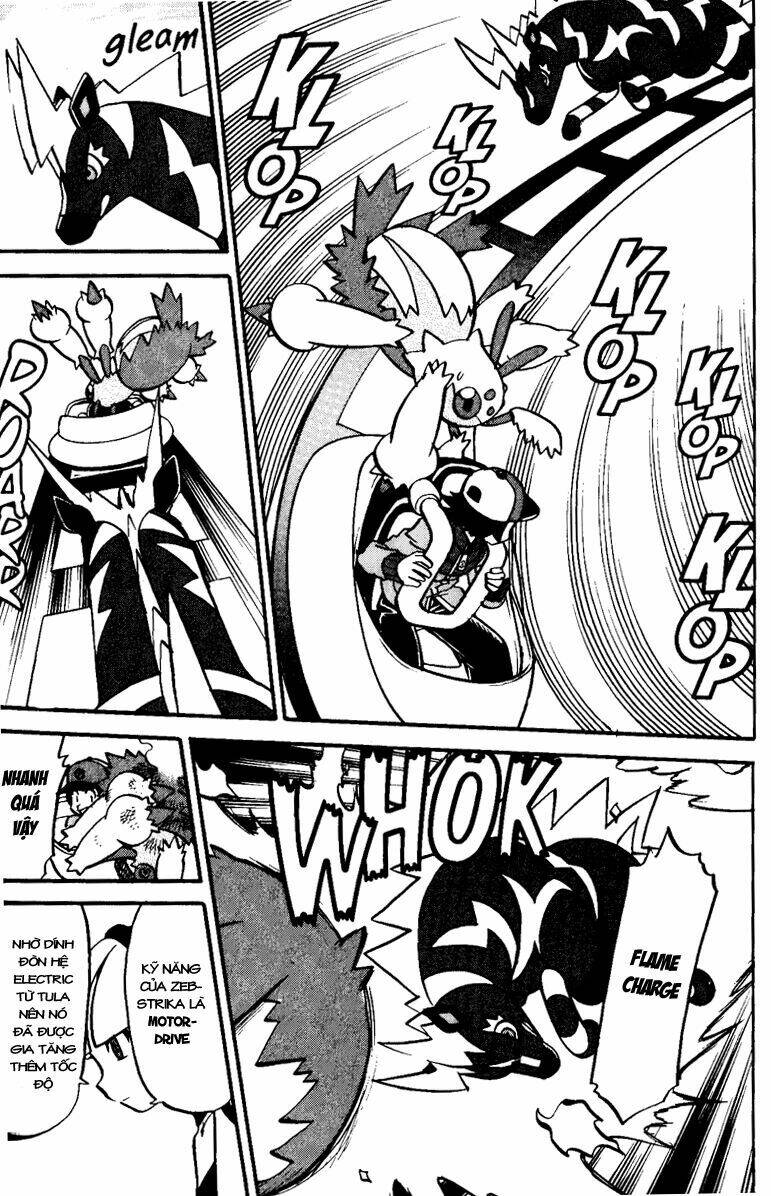 KLOP
KLOP
KLOP
KLOP
KLOP
gleam
ROARR
WHOK
FLAME
CHARGE
NHANH
QUÁ
VẬY
KỸ NĂNG
CỦA ZEB-
STRIKA LÀ
MOTOR-
DRIVE
NHỜ DÍNH
ĐÒN HỆ
ELECTRIC
TỪ TULA
NÊN NÓ
ĐÃ ĐƯỢC
GIA TĂNG
THÊM TỐC
ĐỘ